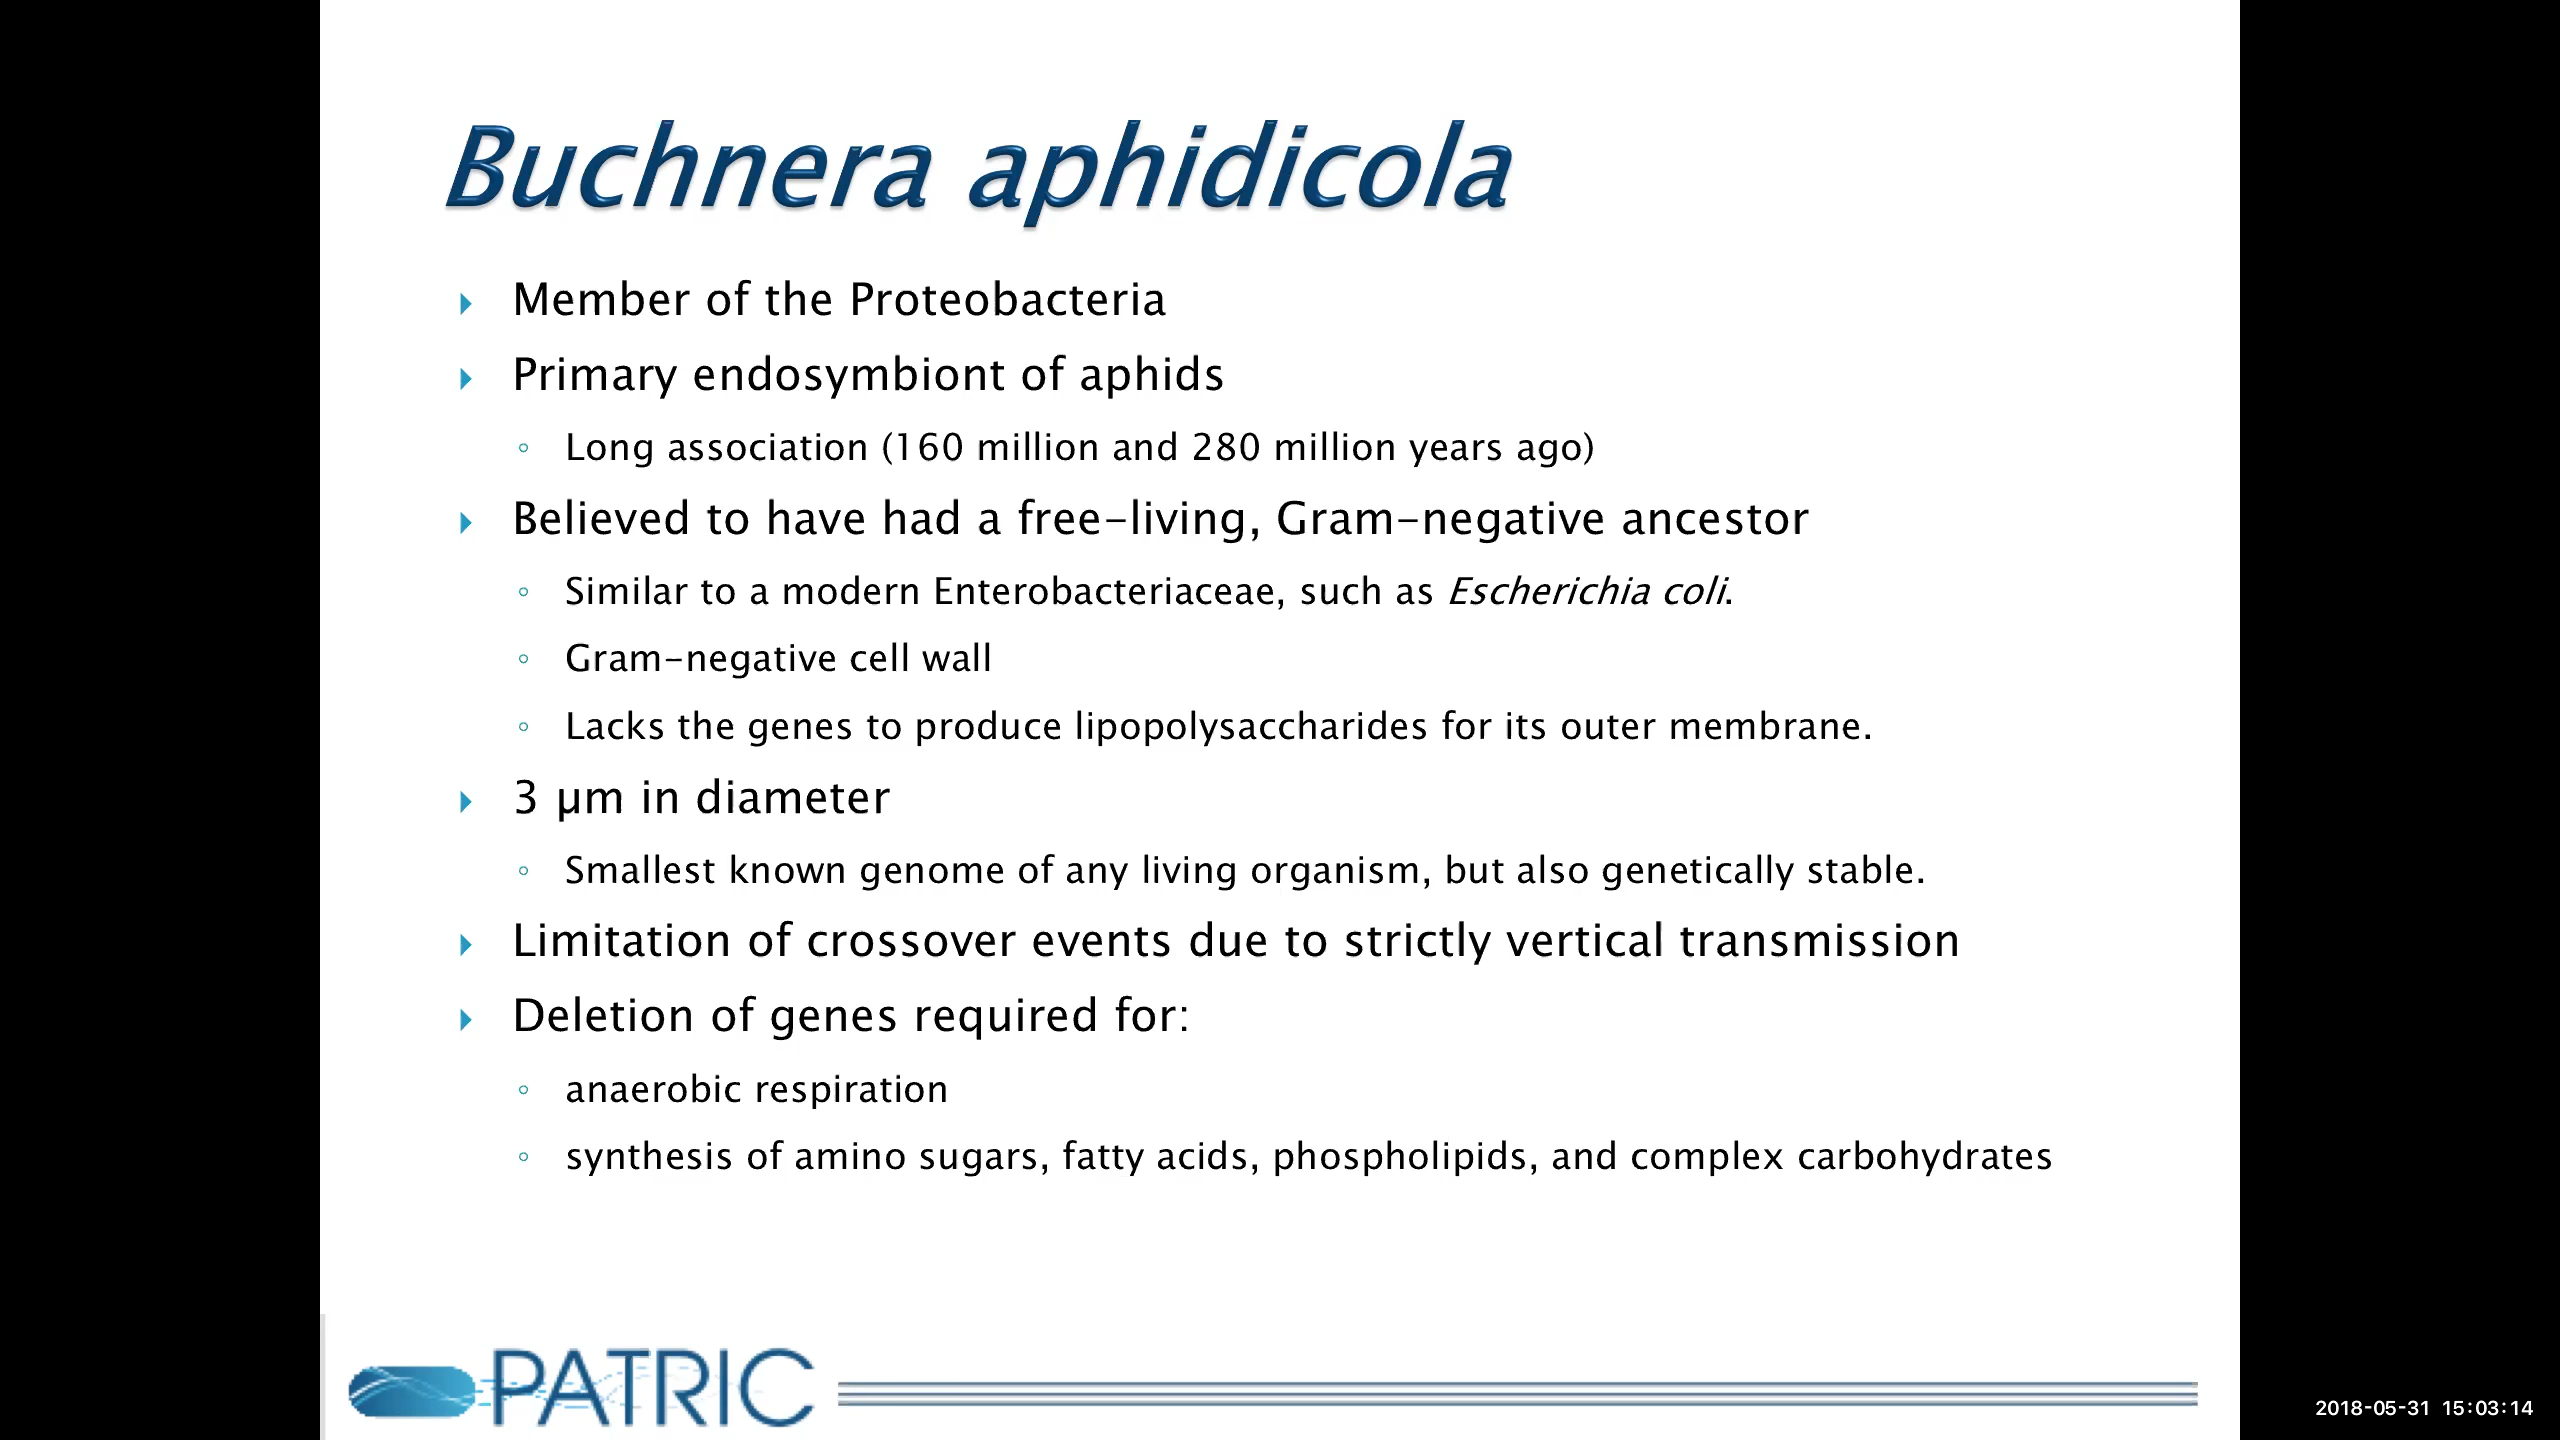 Buchnera aphidicola
Member of the Proteobacteria
Primary endosymbiont of aphids
Long association (160 million and 280 million years ago)
Believed to have had a free-living, Gram-negative ancestor
Similar to a modern Enterobacteriaceae, such as Escherichia coli.
Gram-negative cell wall
Lacks the genes to produce lipopolysaccharides for its outer membrane.
3 µm in diameter
Smallest known genome of any living organism, but also genetically stable.
Limitation of crossover events due to strictly vertical transmission
Deletion of genes required for:
anaerobic respiration
synthesis of amino sugars, fatty acids, phospholipids, and complex carbohydrates
PATRIC
2018-05-31 15:03:14